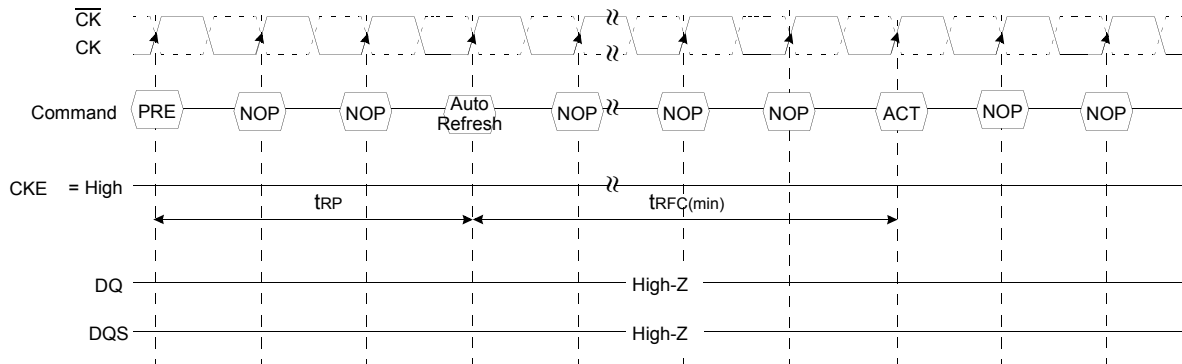 C̅K̅
CK
Command PRE NOP NOP Auto Refresh NOP NOP NOP ACT NOP NOP
CKE = High
tRP tRFC(min)
DQ High-Z
DQS High-Z